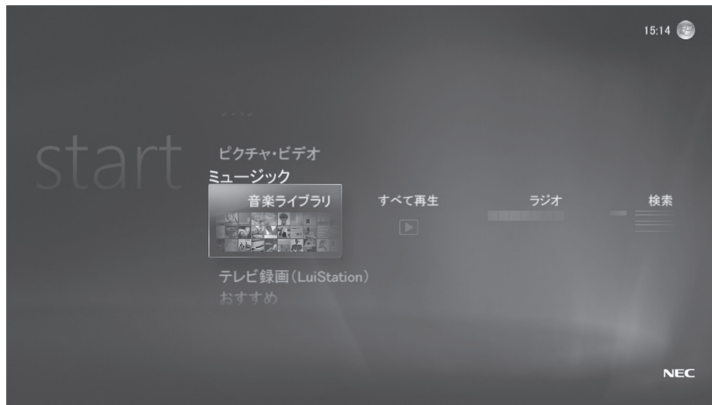 15:14
start
ピクチャ・ビデオ
ミュージック
音楽ライブラリ すべて再生 ラジオ 検索
テレビ録画(LuiStation)
おすすめ
NEC